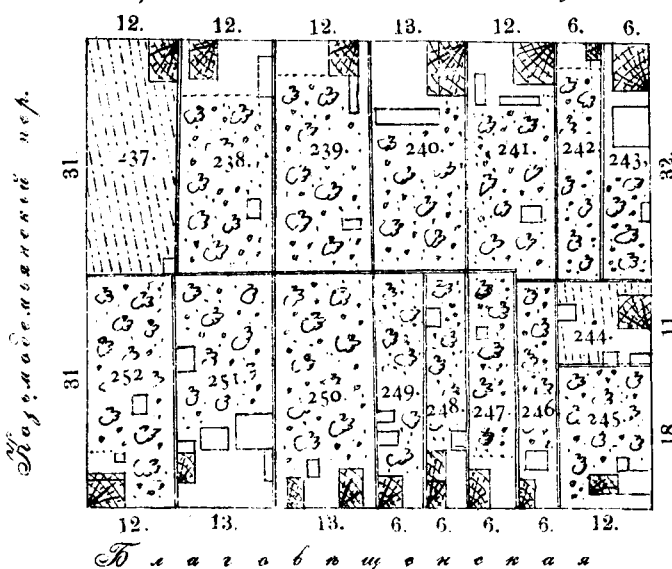 12. 12. 12. 13. 12. 6. 6.
Козьмодемьянскій пер.
31
237. 238. 239. 240. 241. 242 243.
32
244.
11
31
252 251. 250. 249. 248. 247. 246. 245.
18
12. 13. 13. 6. 6. 6. 6. 12.
Благовѣщенская